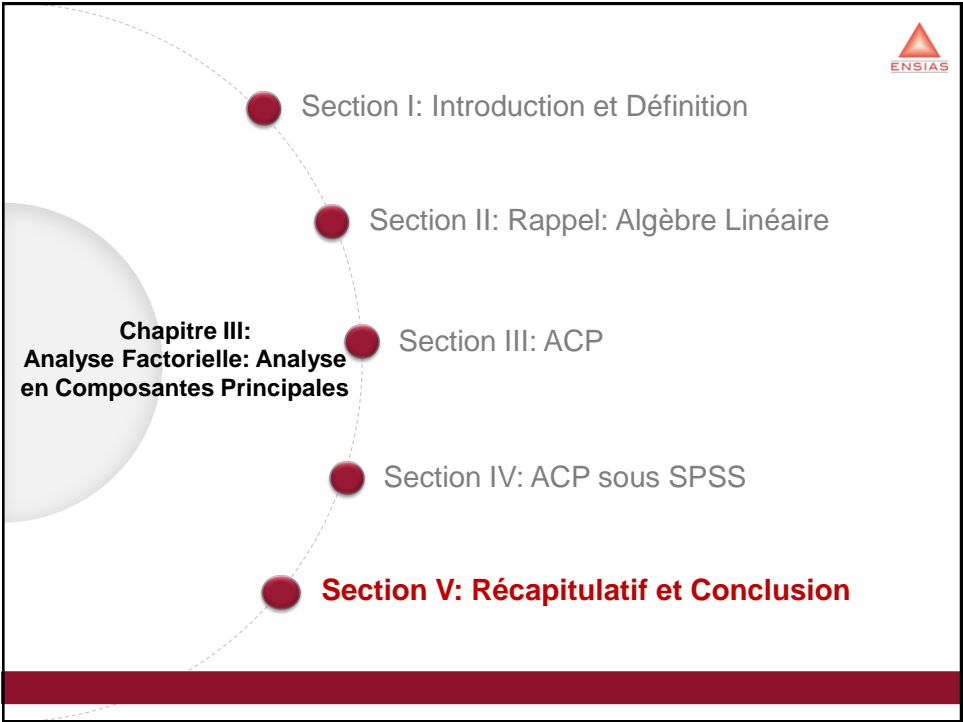 ENSIAS
Section I: Introduction et Définition
Section II: Rappel: Algèbre Linéaire
Chapitre III:
Analyse Factorielle: Analyse
en Composantes Principales
Section III: ACP
Section IV: ACP sous SPSS
Section V: Récapitulatif et Conclusion